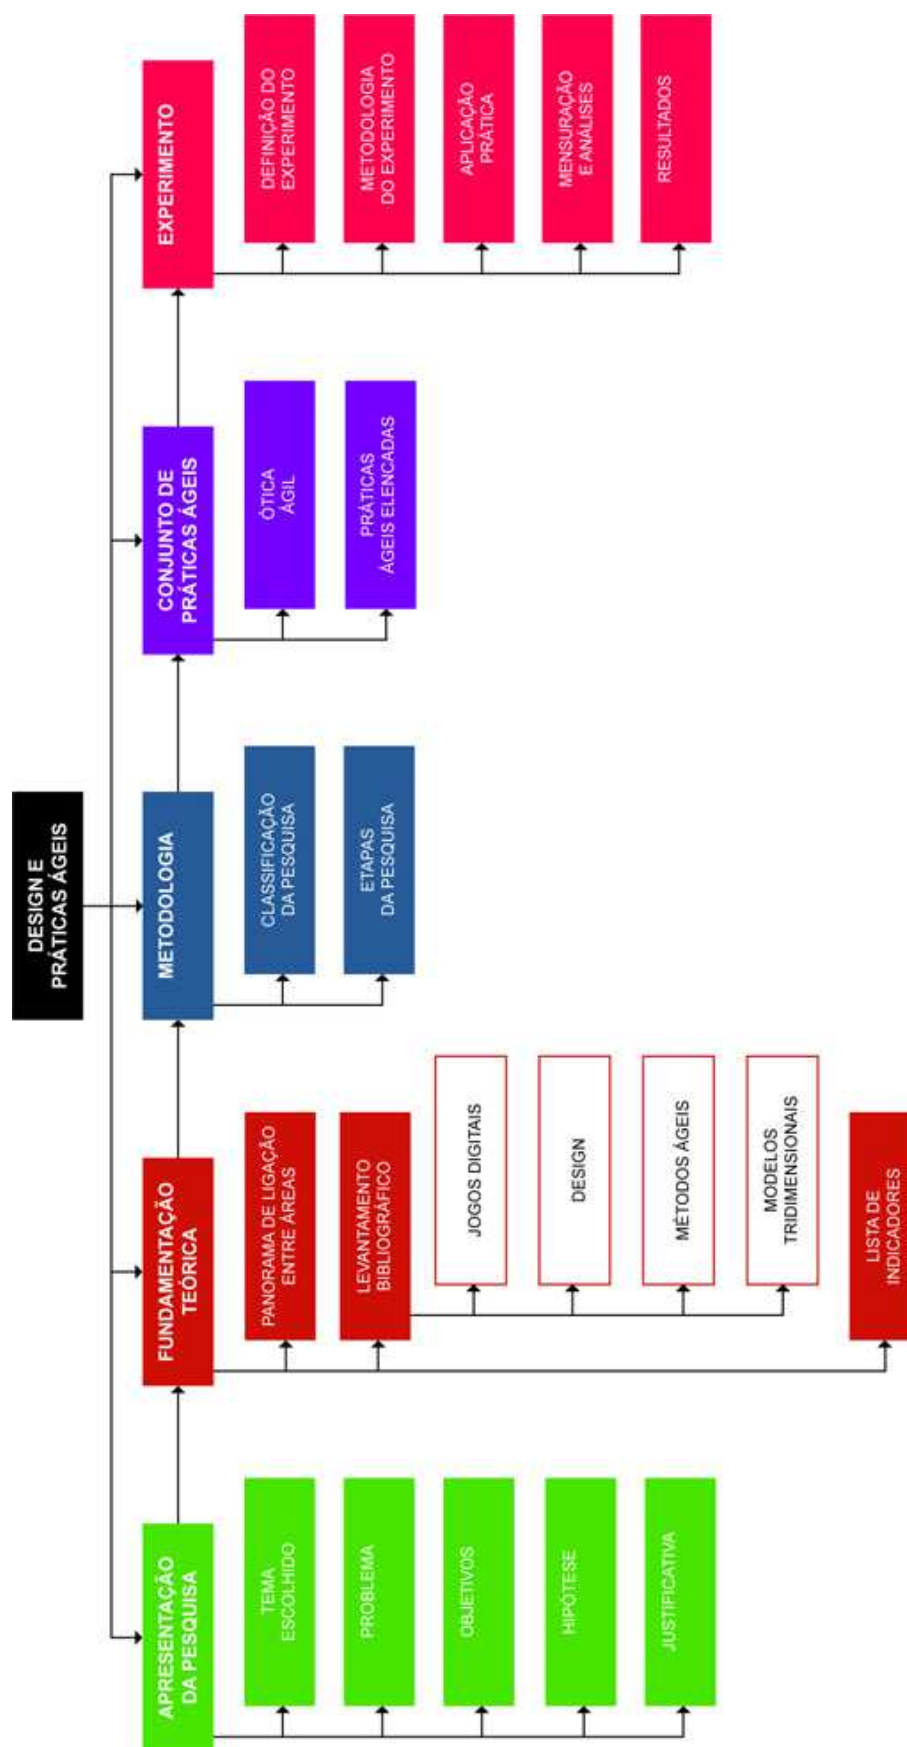 DESIGN E
PRÁTICAS ÁGEIS
APRESENTAÇÃO
DA PESQUISA
TEMA
ESCOLHIDO
PROBLEMA
OBJETIVOS
HIPÓTESE
JUSTIFICATIVA
FUNDAMENTAÇÃO
TEÓRICA
PANORAMA DE LIGAÇÃO
ENTRE ÁREAS
LEVANTAMENTO
BIBLIOGRÁFICO
JOGOS DIGITAIS
DESIGN
MÉTODOS ÁGEIS
MODELOS
TRIDIMENSIONAIS
LISTA DE
INDICADORES
METODOLOGIA
CLASSIFICAÇÃO
DA PESQUISA
ETAPAS
DA PESQUISA
CONJUNTO DE
PRÁTICAS ÁGEIS
ÓTICA
ÁGIL
PRÁTICAS
ÁGEIS ELENCADAS
EXPERIMENTO
DEFINIÇÃO DO
EXPERIMENTO
METODOLOGIA
DO EXPERIMENTO
APLICAÇÃO
PRÁTICA
MENSURAÇÃO
E ANÁLISES
RESULTADOS